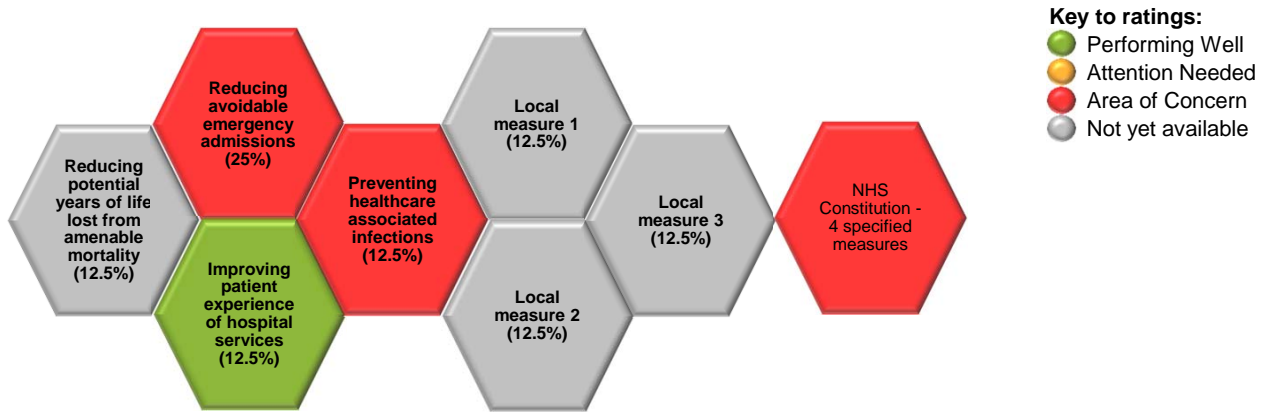 Key to ratings:
Performing Well
Attention Needed
Area of Concern
Not yet available
Reducing
potential
years of life
lost from
amenable
mortality
(12.5%)
Reducing
avoidable
emergency
admissions
(25%)
Improving
patient
experience
of hospital
services
(12.5%)
Preventing
healthcare
associated
infections
(12.5%)
Local
measure 1
(12.5%)
Local
measure 2
(12.5%)
Local
measure 3
(12.5%)
NHS
Constitution -
4 specified
measures